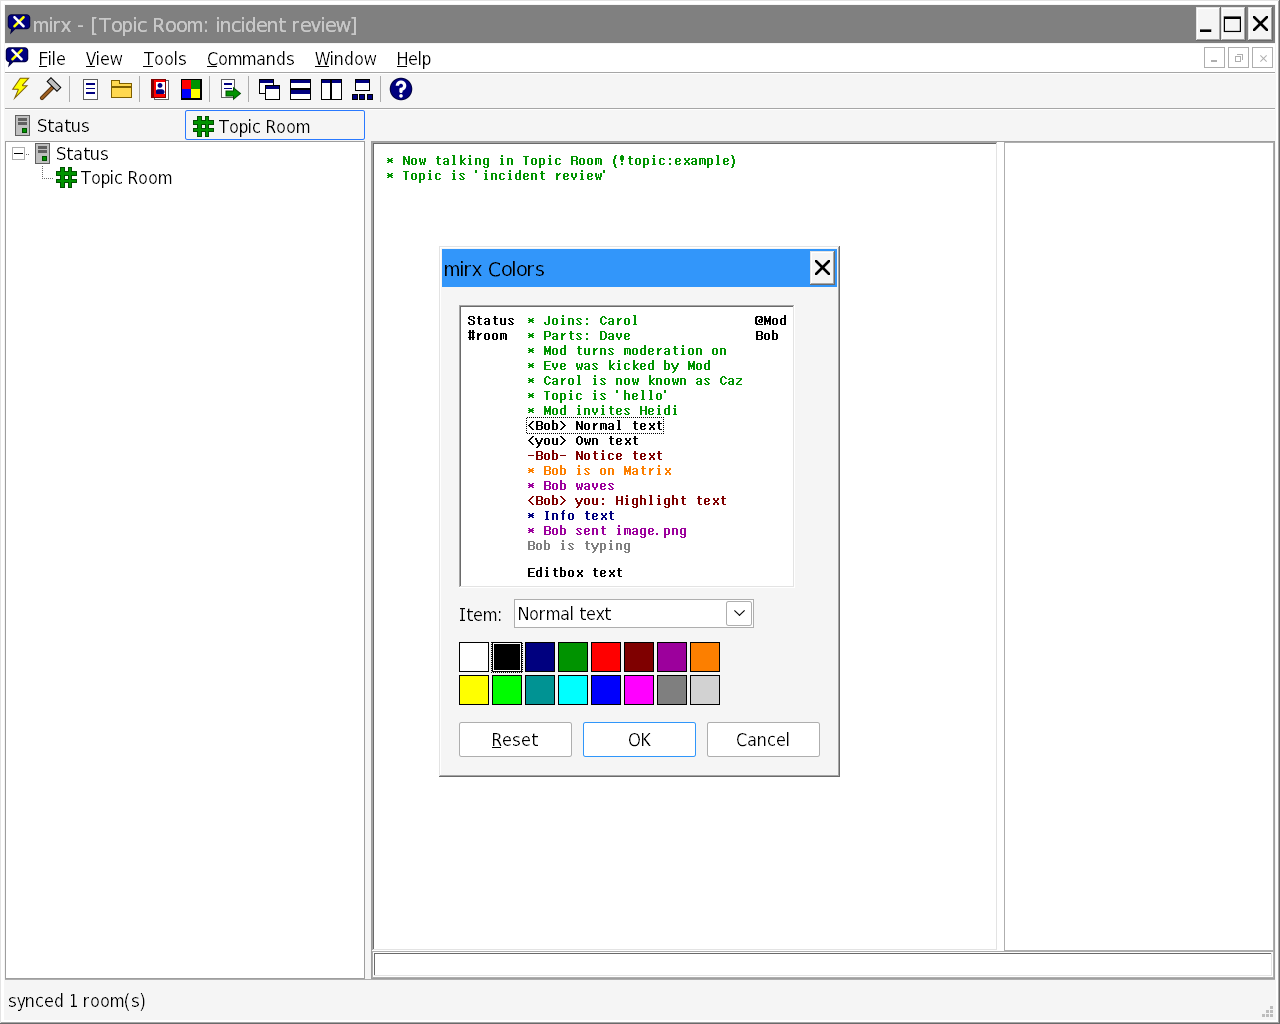 mirx - [Topic Room: incident review]
File View Tools Commands Window Help
Status Topic Room
Status
Topic Room
* Now talking in Topic Room (!topic:example)
* Topic is 'incident review'
mirx Colors
Status * Joins: Carol @Mod
#room * Parts: Dave Bob
* Mod turns moderation on
* Eve was kicked by Mod
* Carol is now known as Caz
* Topic is 'hello'
* Mod invites Heidi
<Bob> Normal text
<you> Own text
-Bob- Notice text
* Bob is on Matrix
* Bob waves
<Bob> you: Highlight text
* Info text
* Bob sent image.png
Bob is typing
Editbox text
Item: Normal text
Reset OK Cancel
synced 1 room(s)